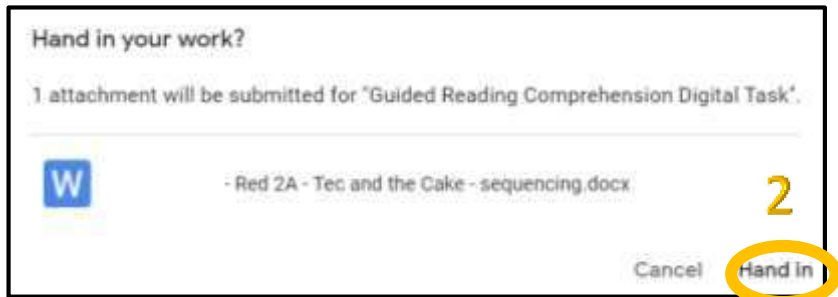 Hand in your work?
1 attachment will be submitted for "Guided Reading Comprehension Digital Task".
W
- Red 2A - Tec and the Cake - sequencing.docx
2
Cancel Hand in